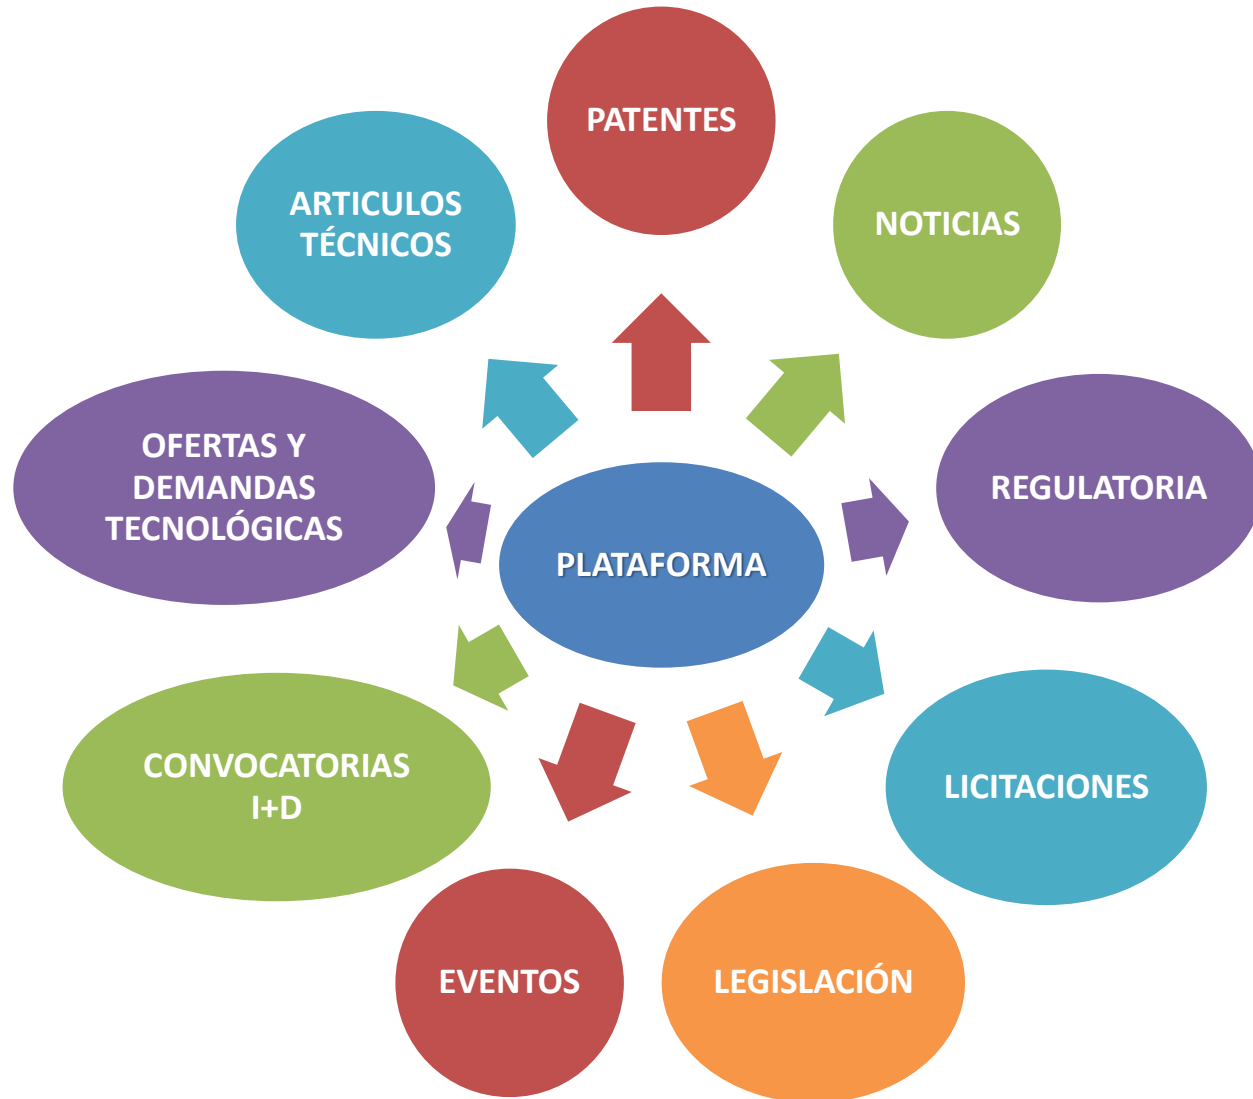 PATENTES
NOTICIAS
REGULATORIA
LICITACIONES
LEGISLACIÓN
EVENTOS
CONVOCATORIAS
I+D
OFERTAS Y
DEMANDAS
TECNOLÓGICAS
ARTICULOS
TÉCNICOS
PLATAFORMA